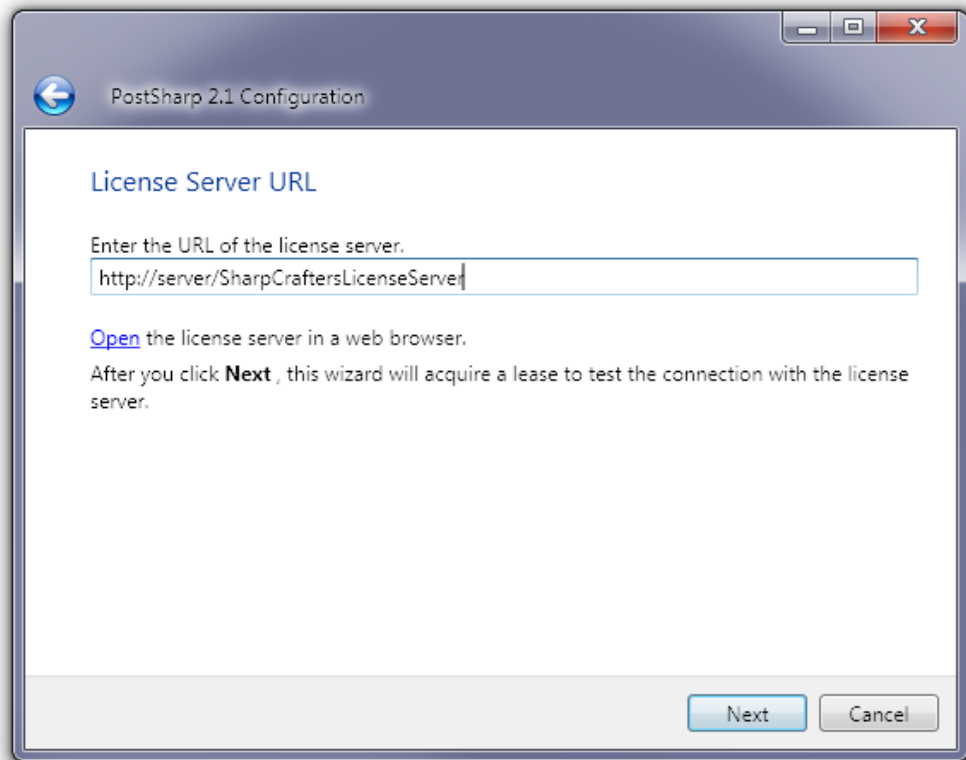 PostSharp 2.1 Configuration
License Server URL
Enter the URL of the license server.
http://server/SharpCraftersLicenseServer
Open the license server in a web browser.
After you click Next , this wizard will acquire a lease to test the connection with the license
server.
Next Cancel